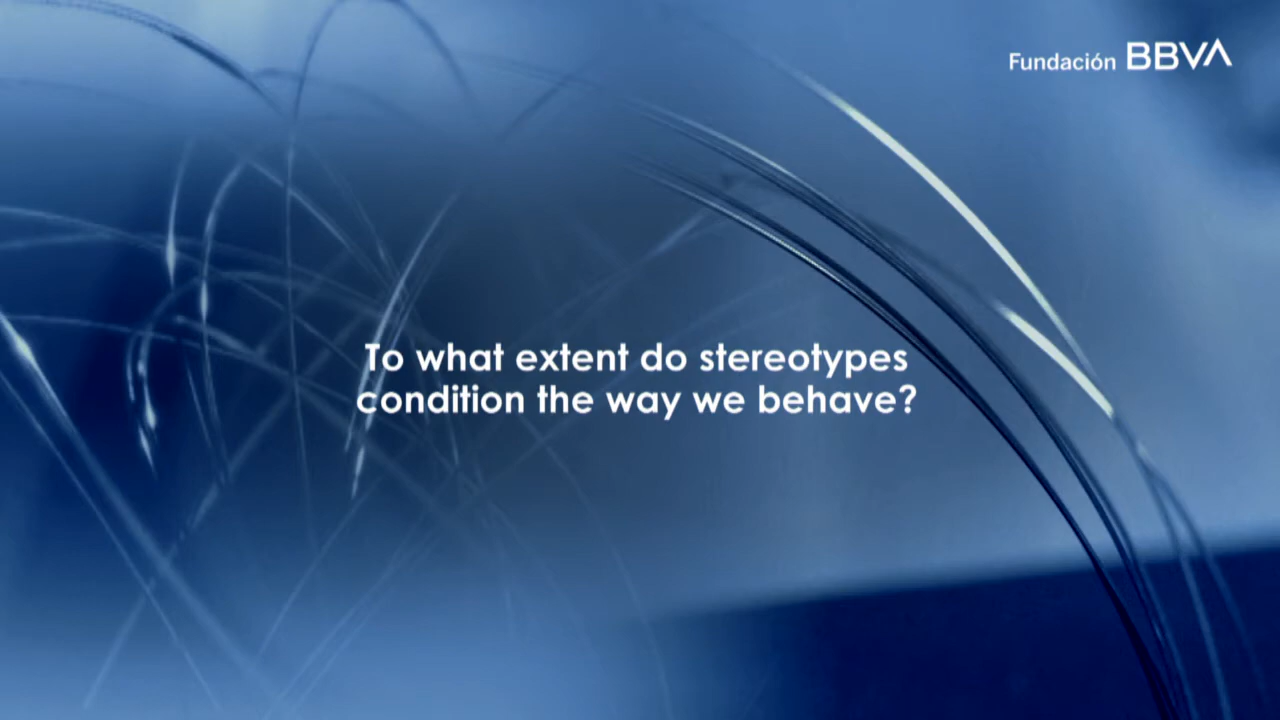 Fundación BBVA
To what extent do stereotypes
condition the way we behave?